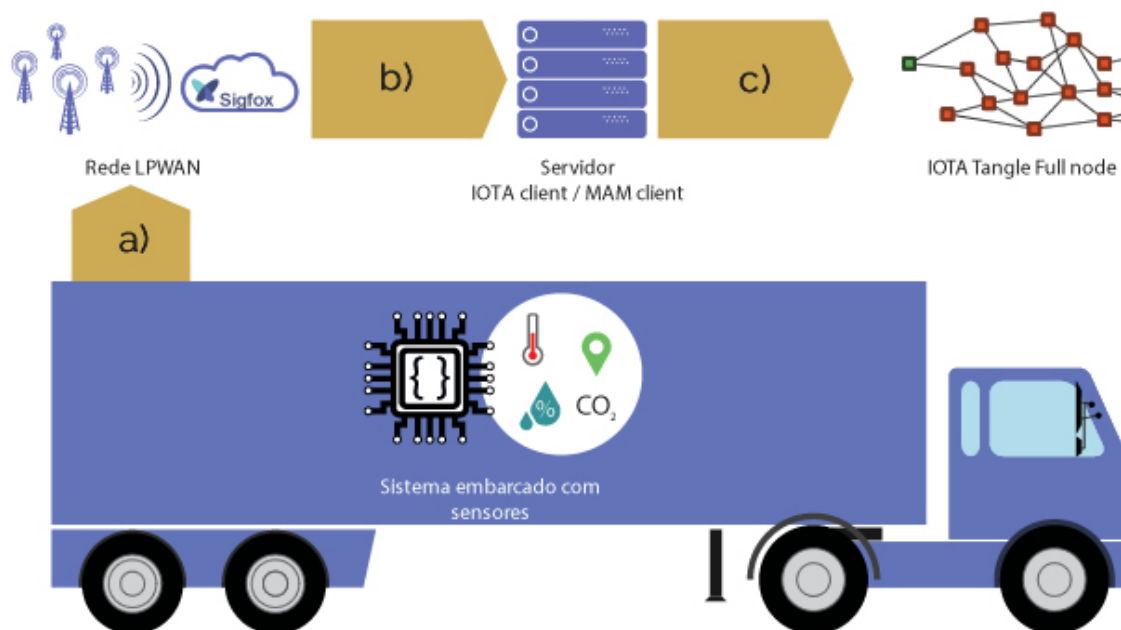 Sigfox
b)
c)
Rede LPWAN
Servidor
IOTA client / MAM client
IOTA Tangle Full node
a)
{ }
%
CO₂
Sistema embarcado com
sensores